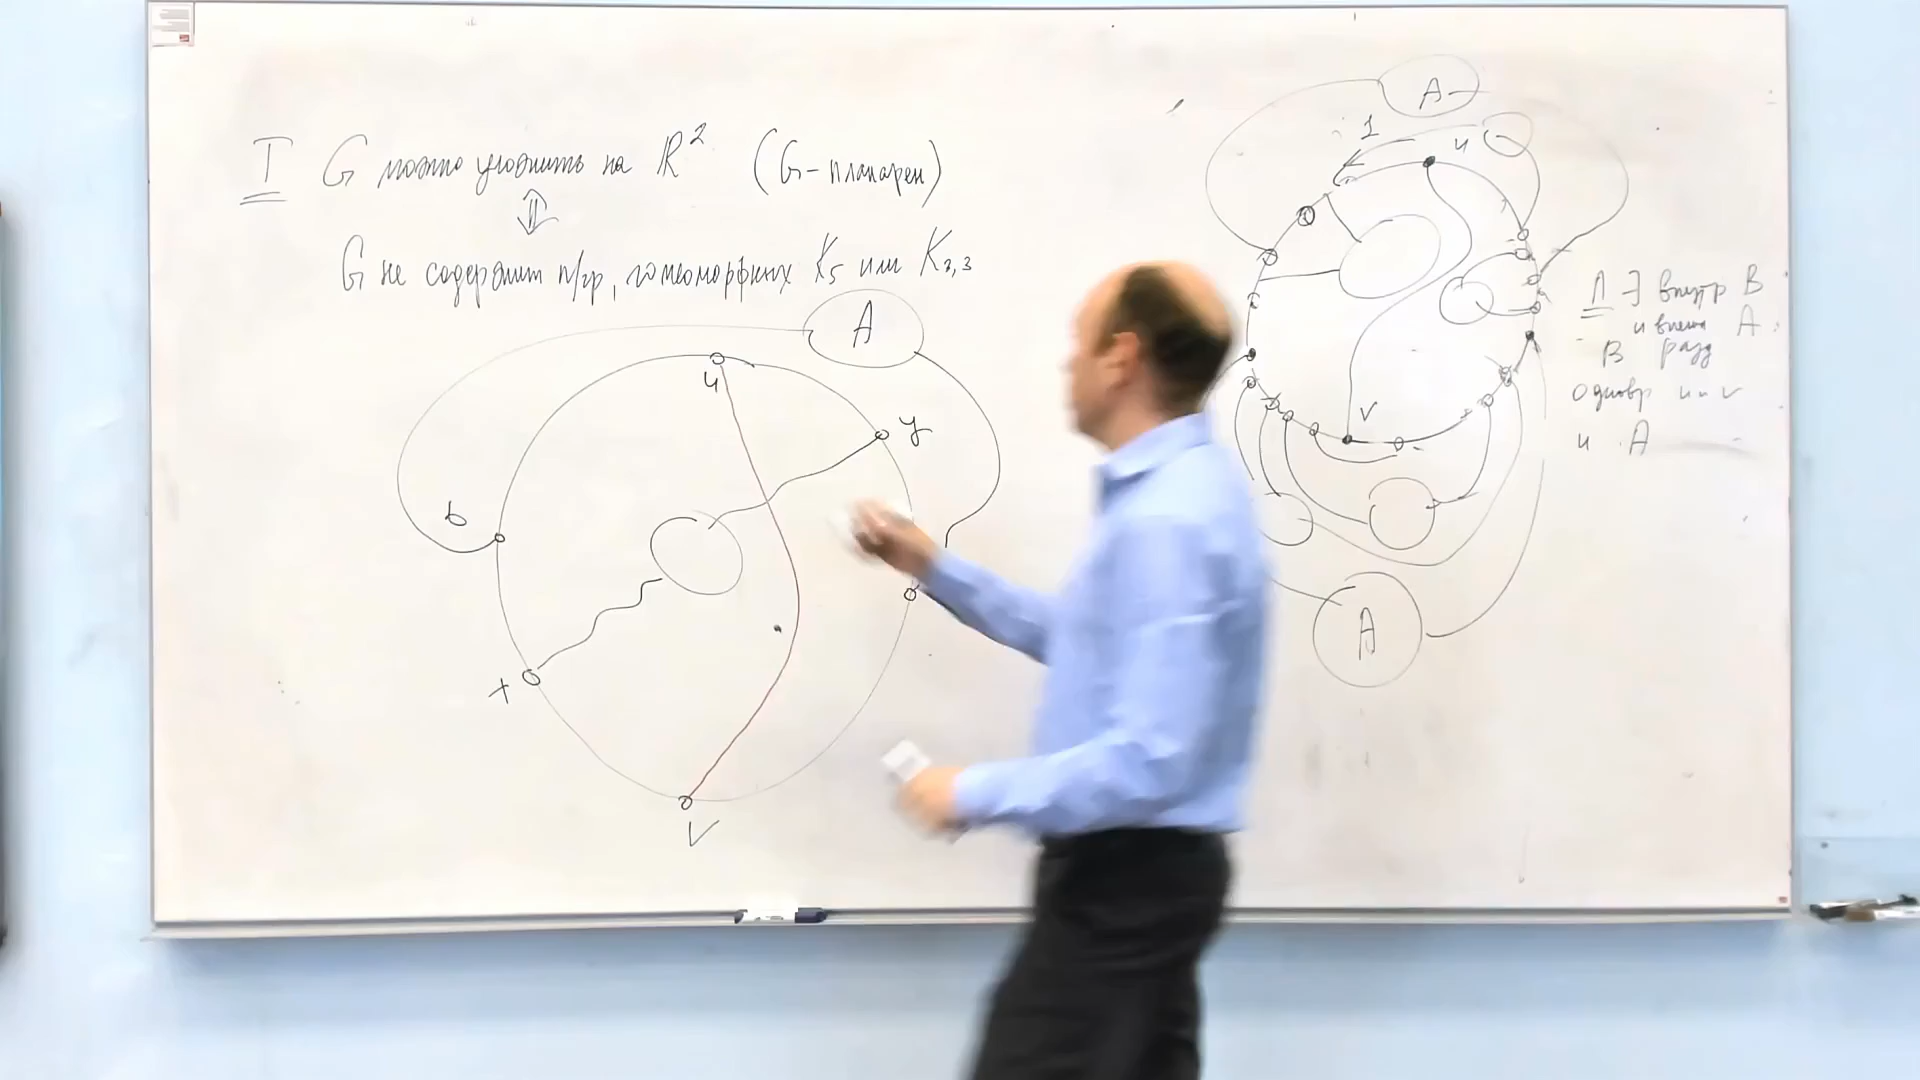 T G можно уложить на R² (G - планарен)
⇕
G не содержит п/гр, гомеоморфных K₅ или K₃,₃
A
u
y
b
x
v
A
1
u
v
Л ∃ внутр B
и внеш A:
B разд
одновр u и v
и A
A